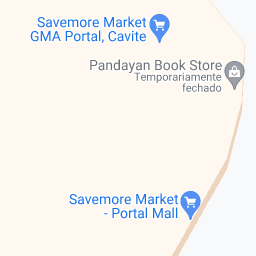 Savemore Market
GMA Portal, Cavite
Pandayan Book Store
Temporariamente
fechado
Savemore Market
- Portal Mall